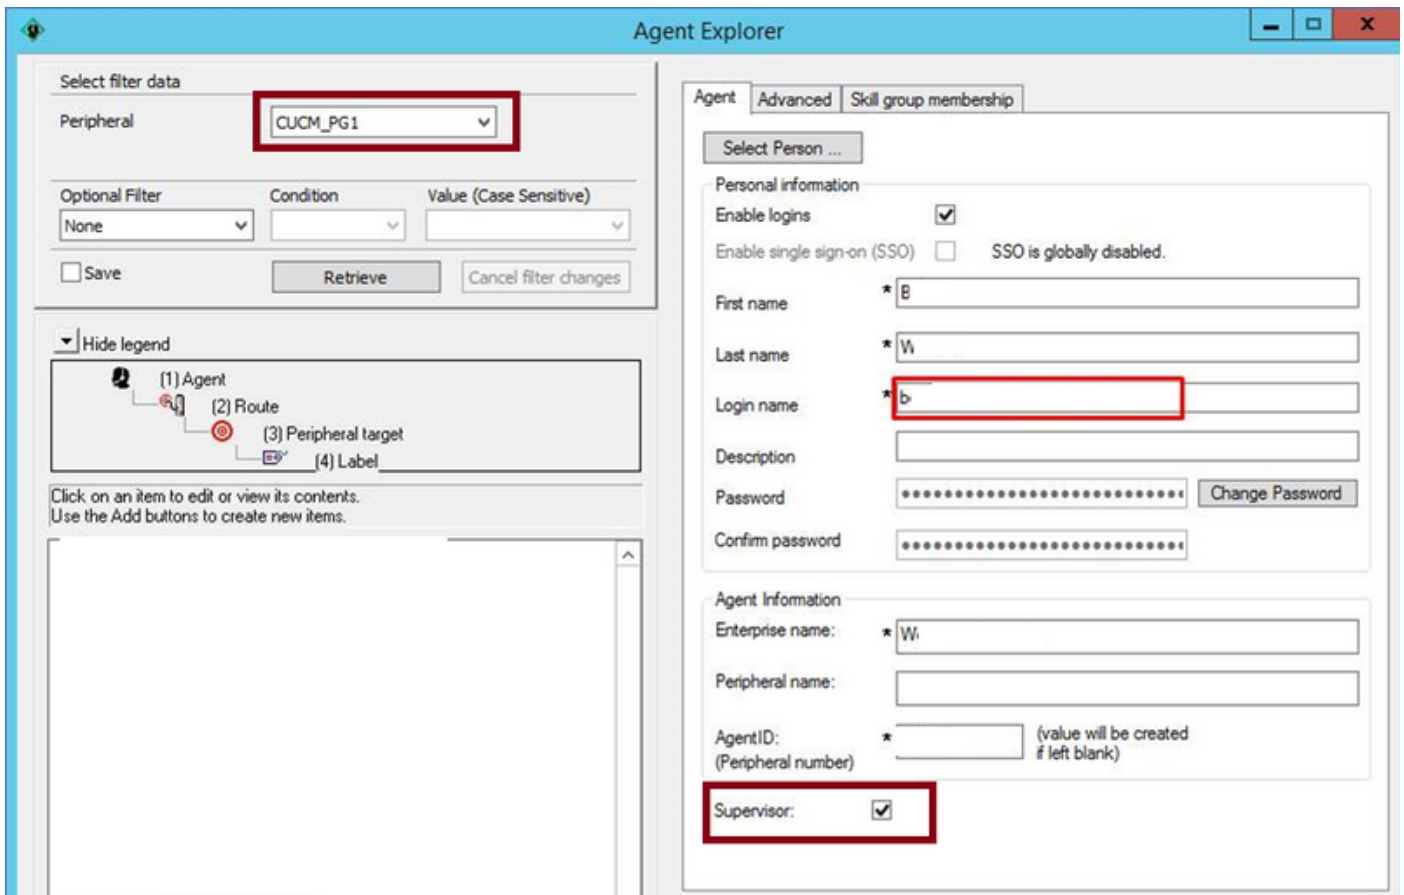 Agent Explorer
Select filter data
Peripheral
CUCM_PG1
Optional Filter Condition Value (Case Sensitive)
None
Save
Retrieve
Cancel filter changes
Hide legend
(1) Agent
(2) Route
(3) Peripheral target
(4) Label
Click on an item to edit or view its contents.
Use the Add buttons to create new items.
Agent Advanced Skill group membership
Select Person ...
Personal information
Enable logins
Enable single sign-on (SSO) SSO is globally disabled.
First name * B
Last name * W
Login name * b
Description
Password Change Password
Confirm password
Agent Information
Enterprise name: * W
Peripheral name:
AgentID: * (value will be created
(Peripheral number) if left blank)
Supervisor: